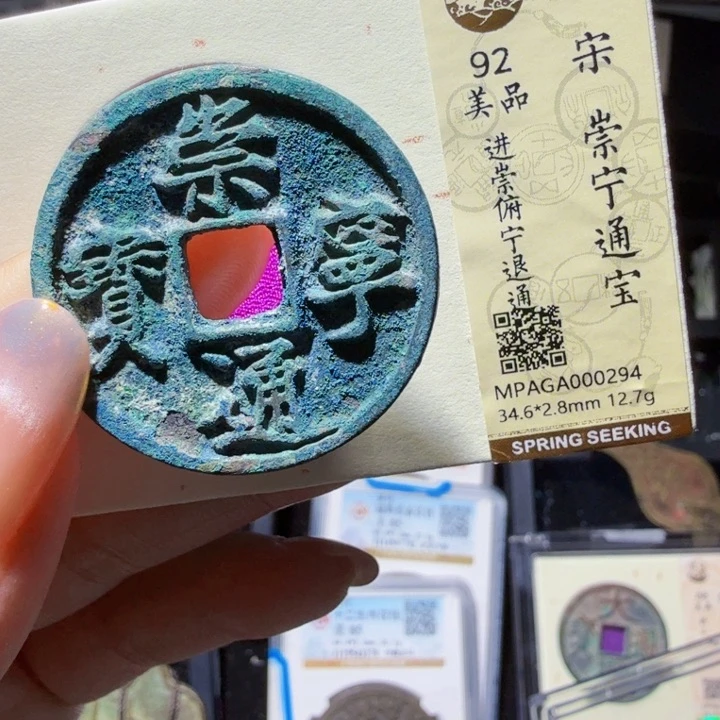 崇
寧
通
寶
宋 崇宁通宝
92
美品
进崇俯宁退通
MPAGA000294
34.6*2.8mm 12.7g
SPRING SEEKING